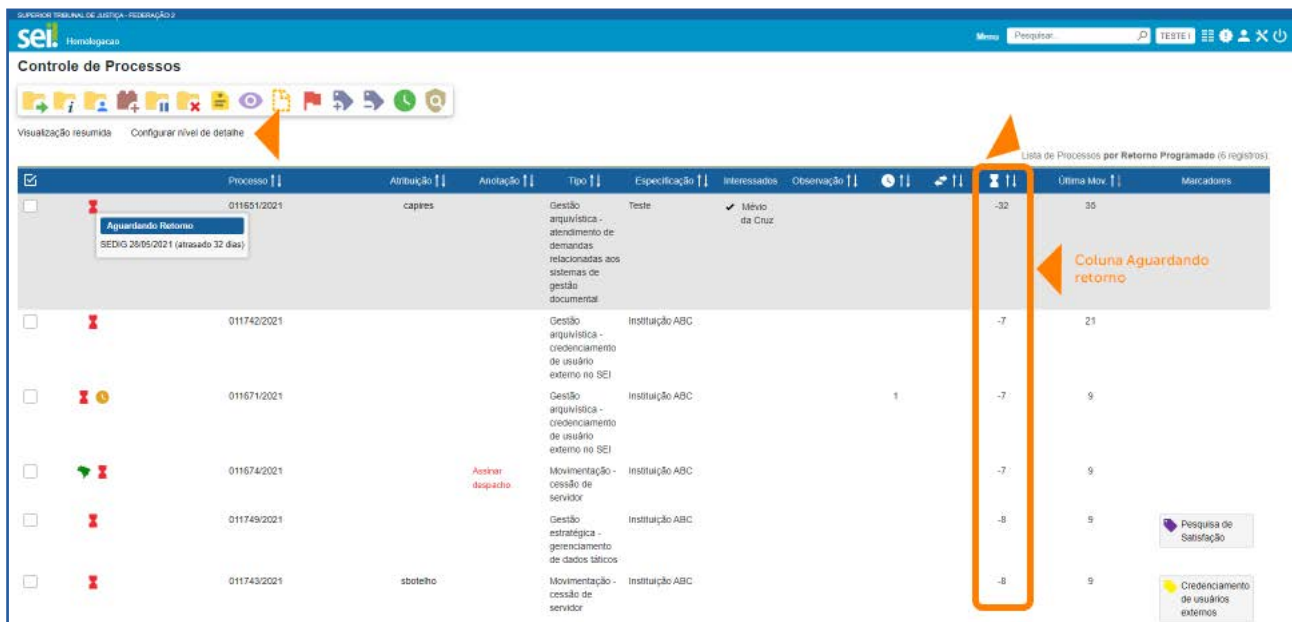 SUPERIOR TRIBUNAL DE JUSTIÇA - FEDERAÇÃO 2
sei. Homologacao Menu Pesquisar... TESTE
Controle de Processos
Visualização resumida Configurar nível de detalhe
Lista de Processos por Retorno Programado (6 registros):
Processo Atribuição Anotação Tipo Especificação Interessados Observação Última Mov. Marcadores
011651/2021 capires Gestão Teste Mévio -32 35
Aguardando Retorno arquivística - da Cruz
SEDIG 28/05/2021 (atrasado 32 dias) atendimento de
demandas
relacionadas aos
sistemas de
gestão
documental
Coluna Aguardando
retorno
011742/2021 Gestão Instituição ABC -7 21
arquivística -
credenciamento
de usuário
externo no SEI
011671/2021 Gestão Instituição ABC 1 -7 9
arquivística -
credenciamento
de usuário
externo no SEI
011674/2021 Assinar Movimentação - Instituição ABC -7 9
despacho cessão de
servidor
011749/2021 Gestão Instituição ABC -8 9 Pesquisa de
estratégica - Satisfação
gerenciamento
de dados táticos
011743/2021 sbotelho Movimentação - Instituição ABC -8 9 Credenciamento
cessão de de usuários
servidor externos